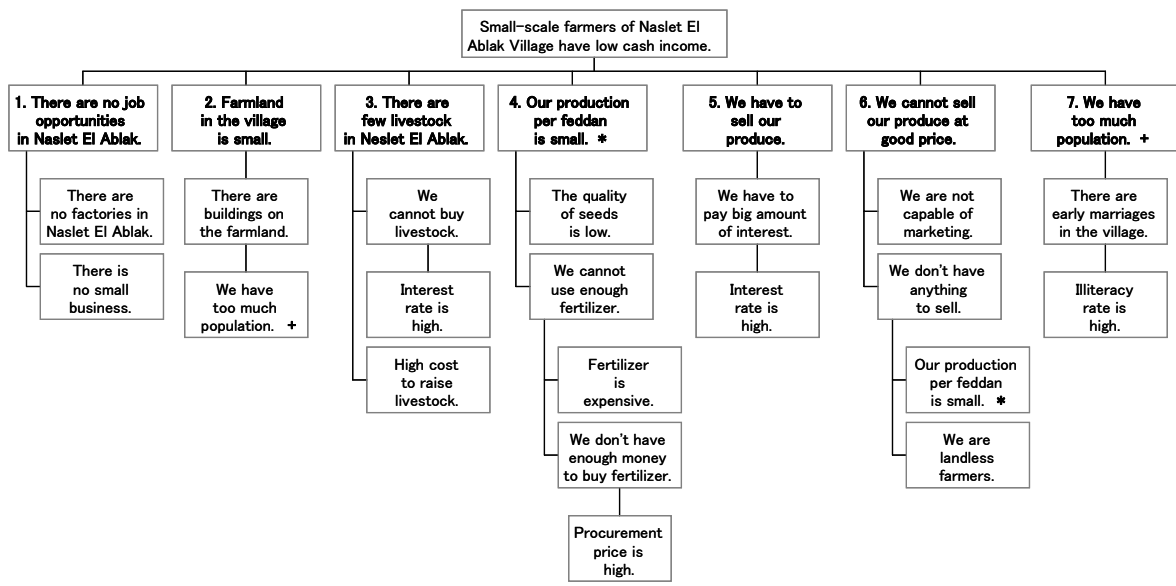 Small-scale farmers of Naslet El
Ablak Village have low cash income.
1. There are no job
opportunities
in Naslet El Ablak.
2. Farmland
in the village
is small.
3. There are
few livestock
in Neslet El Ablak.
4. Our production
per feddan
is small. *
5. We have to
sell our
produce.
6. We cannot sell
our produce at
good price.
7. We have
too much
population. +
There are
no factories in
Naslet El Ablak.
There is
no small
business.
There are
buildings on
the farmland.
We have
too much
population. +
We
cannot buy
livestock.
Interest
rate is
high.
High cost
to raise
livestock.
The quality
of seeds
is low.
We cannot
use enough
fertilizer.
Fertilizer
is
expensive.
We don't have
enough money
to buy fertilizer.
Procurement
price is
high.
We have to
pay big amount
of interest.
Interest
rate is
high.
We are not
capable of
marketing.
We don't have
anything
to sell.
Our production
per feddan
is small. *
We are
landless
farmers.
There are
early marriages
in the village.
Illiteracy
rate is
high.